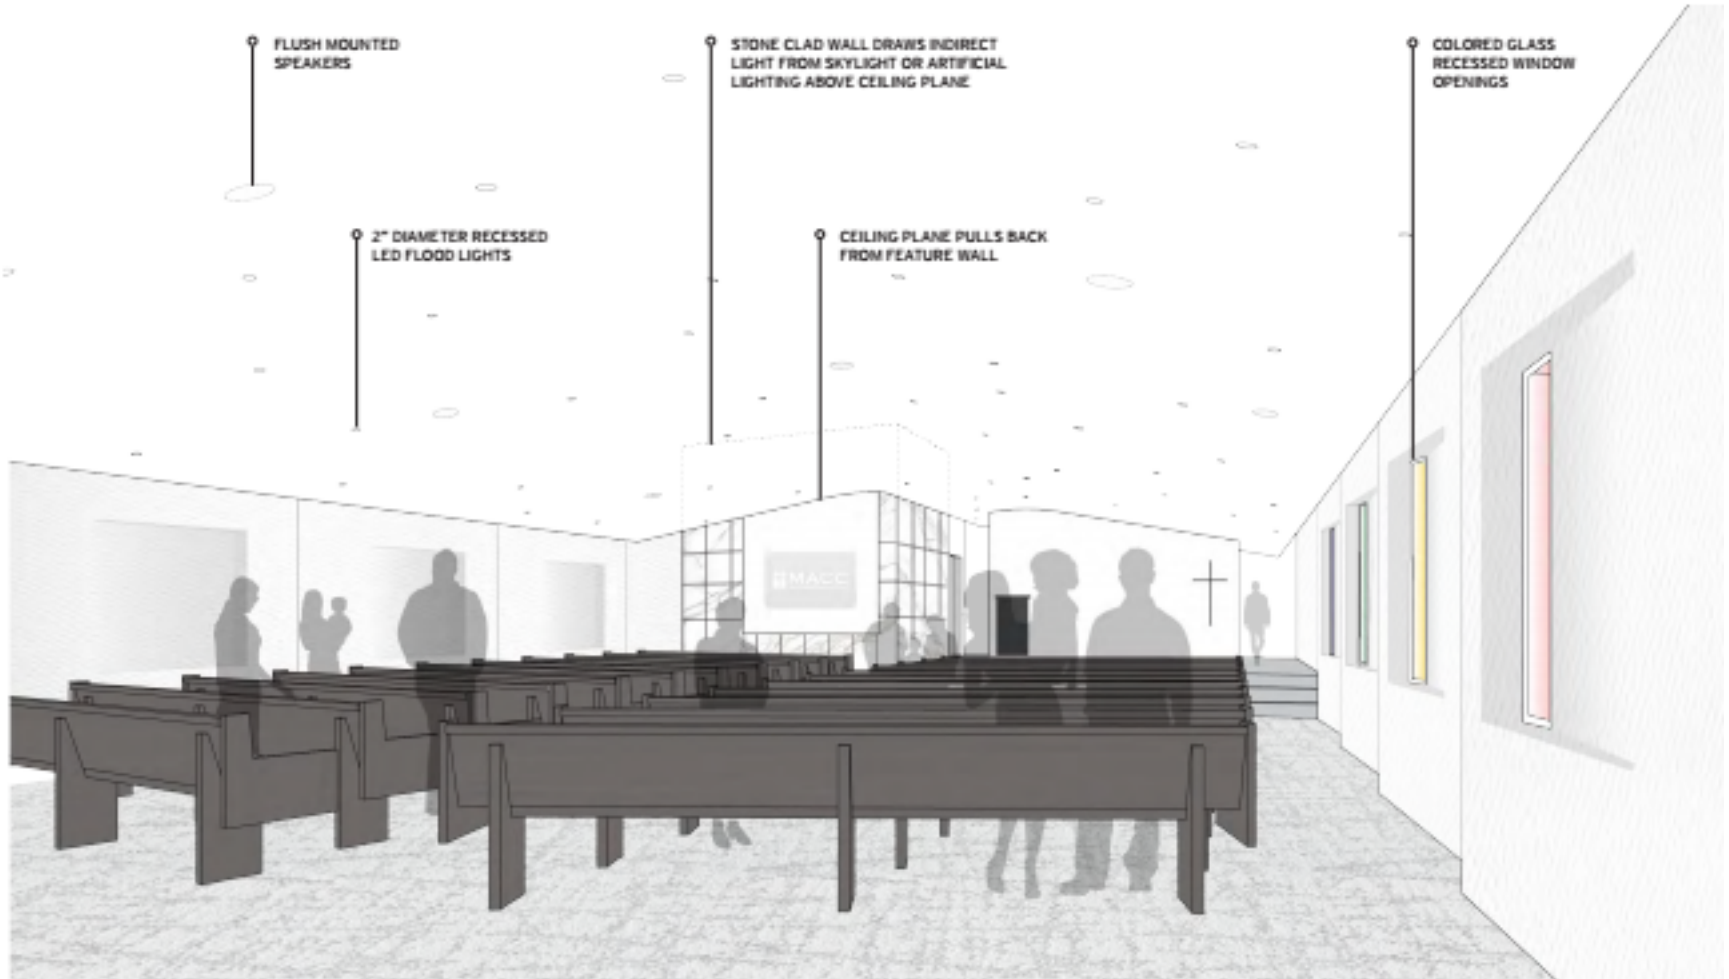 FLUSH MOUNTED
SPEAKERS
STONE CLAD WALL DRAWS INDIRECT
LIGHT FROM SKYLIGHT OR ARTIFICIAL
LIGHTING ABOVE CEILING PLANE
COLORED GLASS
RECESSED WINDOW
OPENINGS
2" DIAMETER RECESSED
LED FLOOD LIGHTS
CEILING PLANE PULLS BACK
FROM FEATURE WALL
MACC